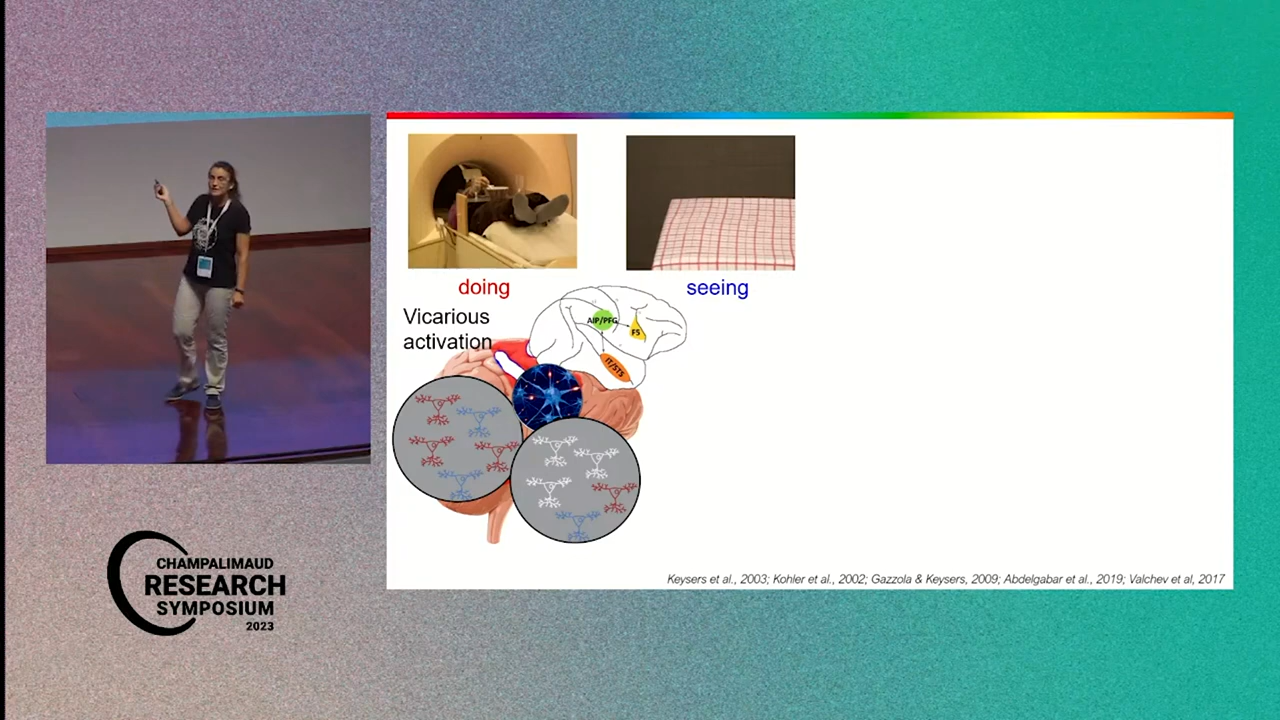 doing
seeing
Vicarious
activation
AIP/PFG
F5
IT/STS
Keysers et al., 2003; Kohler et al., 2002; Gazzola & Keysers, 2009; Abdelgabar et al., 2019; Valchev et al, 2017
CHAMPALIMAUD
RESEARCH
SYMPOSIUM
2023